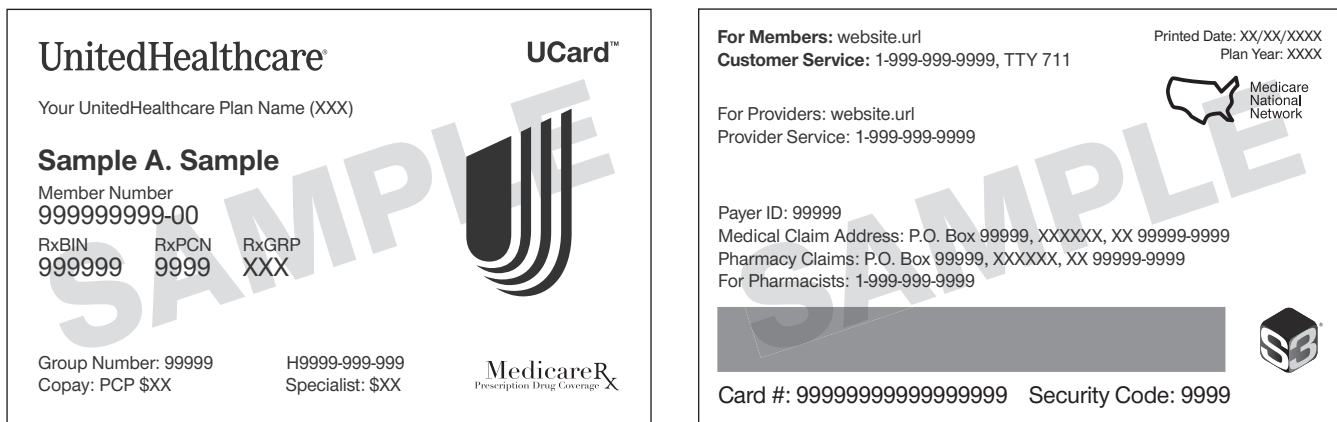 UnitedHealthcare®
UCard™
Your UnitedHealthcare Plan Name (XXX)
Sample A. Sample
Member Number
999999999-00
RxBIN RxPCN RxGRP
999999 9999 XXX
Group Number: 99999 H9999-999-999
Copay: PCP $XX Specialist: $XX
MedicareRx
Prescription Drug Coverage
SAMPLE
For Members: website.url
Customer Service: 1-999-999-9999, TTY 711
Printed Date: XX/XX/XXXX
Plan Year: XXXX
Medicare
National
Network
For Providers: website.url
Provider Service: 1-999-999-9999
Payer ID: 99999
Medical Claim Address: P.O. Box 99999, XXXXXX, XX 99999-9999
Pharmacy Claims: P.O. Box 99999, XXXXXX, XX 99999-9999
For Pharmacists: 1-999-999-9999
S3®
Card #: 99999999999999999 Security Code: 9999
SAMPLE